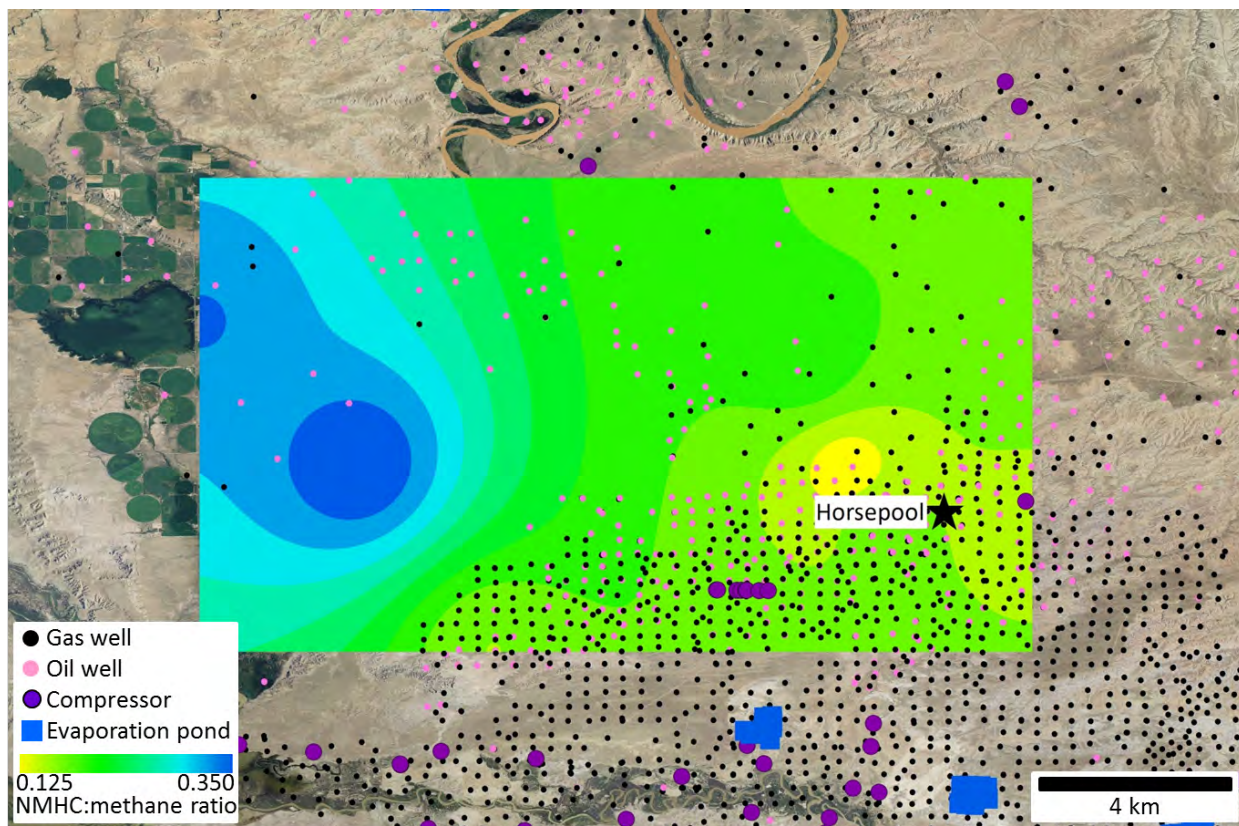 Horsepool
Gas well
Oil well
Compressor
Evaporation pond
0.125 0.350
NMHC:methane ratio
4 km